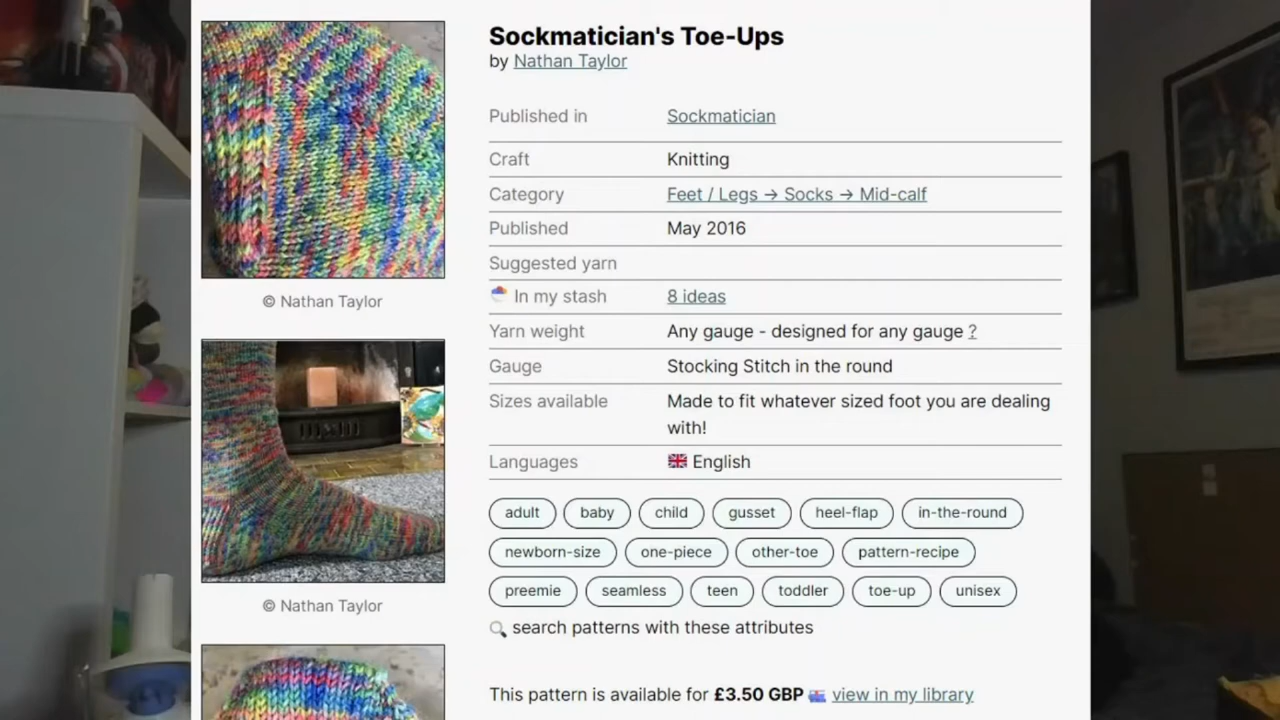 Sockmatician's Toe-Ups
by Nathan Taylor
Published in Sockmatician
Craft Knitting
Category Feet / Legs → Socks → Mid-calf
Published May 2016
Suggested yarn
In my stash 8 ideas
Yarn weight Any gauge - designed for any gauge ?
Gauge Stocking Stitch in the round
Sizes available Made to fit whatever sized foot you are dealing
with!
Languages English
adult baby child gusset heel-flap in-the-round
newborn-size one-piece other-toe pattern-recipe
preemie seamless teen toddler toe-up unisex
search patterns with these attributes
This pattern is available for £3.50 GBP view in my library
© Nathan Taylor
© Nathan Taylor